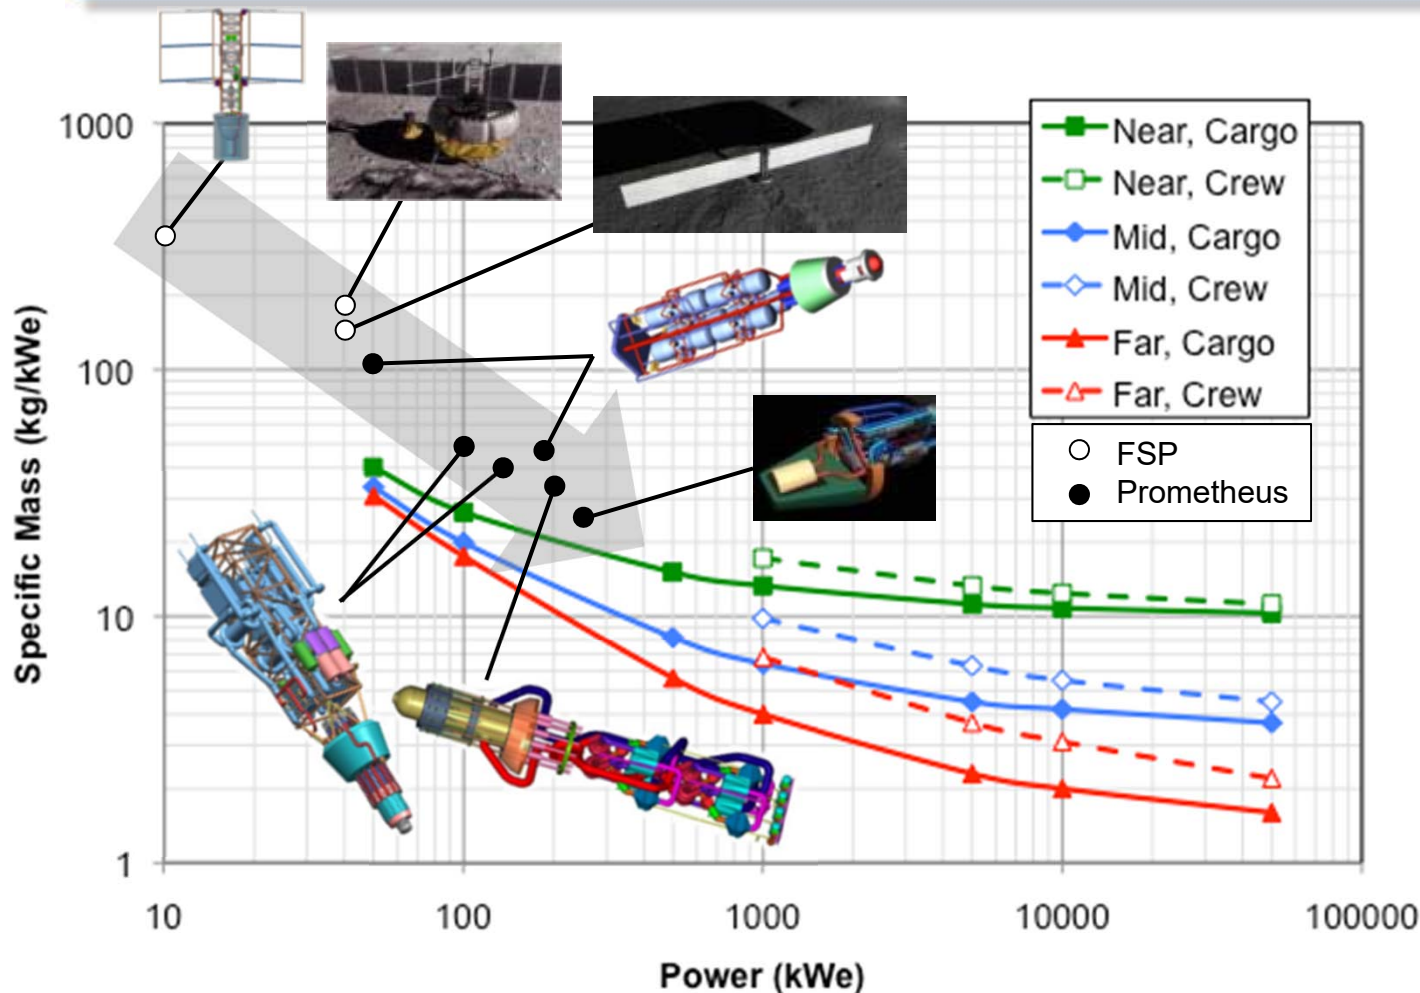 1000
100
10
1
Specific Mass (kg/kWe)
10
100
1000
10000
100000
Power (kWe)
Near, Cargo
Near, Crew
Mid, Cargo
Mid, Crew
Far, Cargo
Far, Crew
FSP
Prometheus